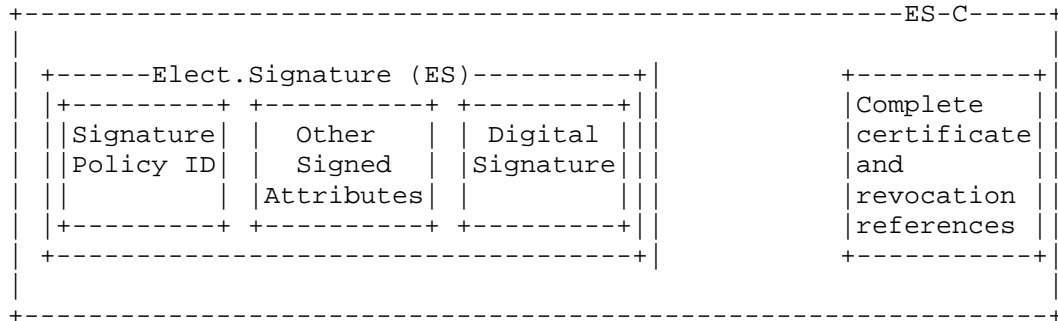 +------------------------------------------------------ES-C-----+
|                                                               |
| +------Elect.Signature (ES)----------+|           +-----------+|
| |+---------+ +----------+ +---------+||           |Complete   ||
| ||Signature| |  Other   | | Digital |||           |certificate||
| ||Policy ID| |  Signed  | |Signature|||           |and        ||
| ||         | |Attributes| |         |||           |revocation ||
| |+---------+ +----------+ +---------+||           |references ||
| +------------------------------------+|           +-----------+|
|                                                               |
+---------------------------------------------------------------+